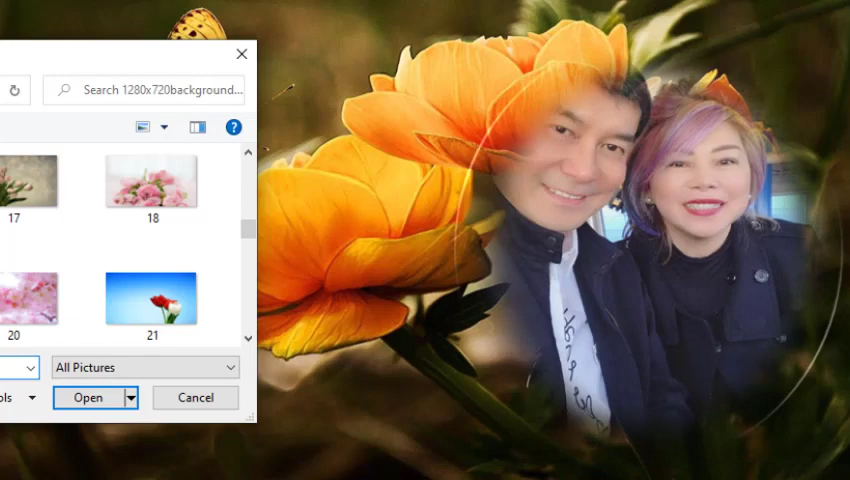 Search 1280x720background...
?
17
18
20
21
All Pictures
ols
Open
Cancel